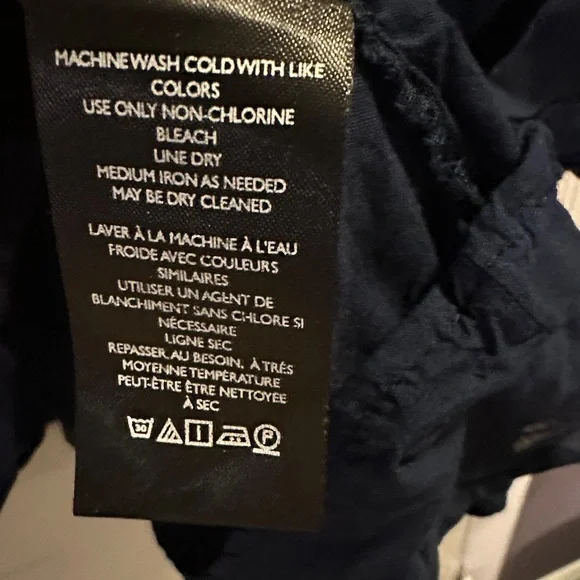 MACHINE WASH COLD WITH LIKE
COLORS
USE ONLY NON-CHLORINE
BLEACH
LINE DRY
MEDIUM IRON AS NEEDED
MAY BE DRY CLEANED
LAVER À LA MACHINE À L'EAU
FROIDE AVEC COULEURS
SIMILAIRES
UTILISER UN AGENT DE
BLANCHIMENT SANS CHLORE SI
NÉCESSAIRE
LIGNE SEC
REPASSER AU BESOIN, À TRÉS
MOYENNE TEMPÉRATURE
PEUT-ÊTRE ÊTRE NETTOYÉE
À SEC
30 P